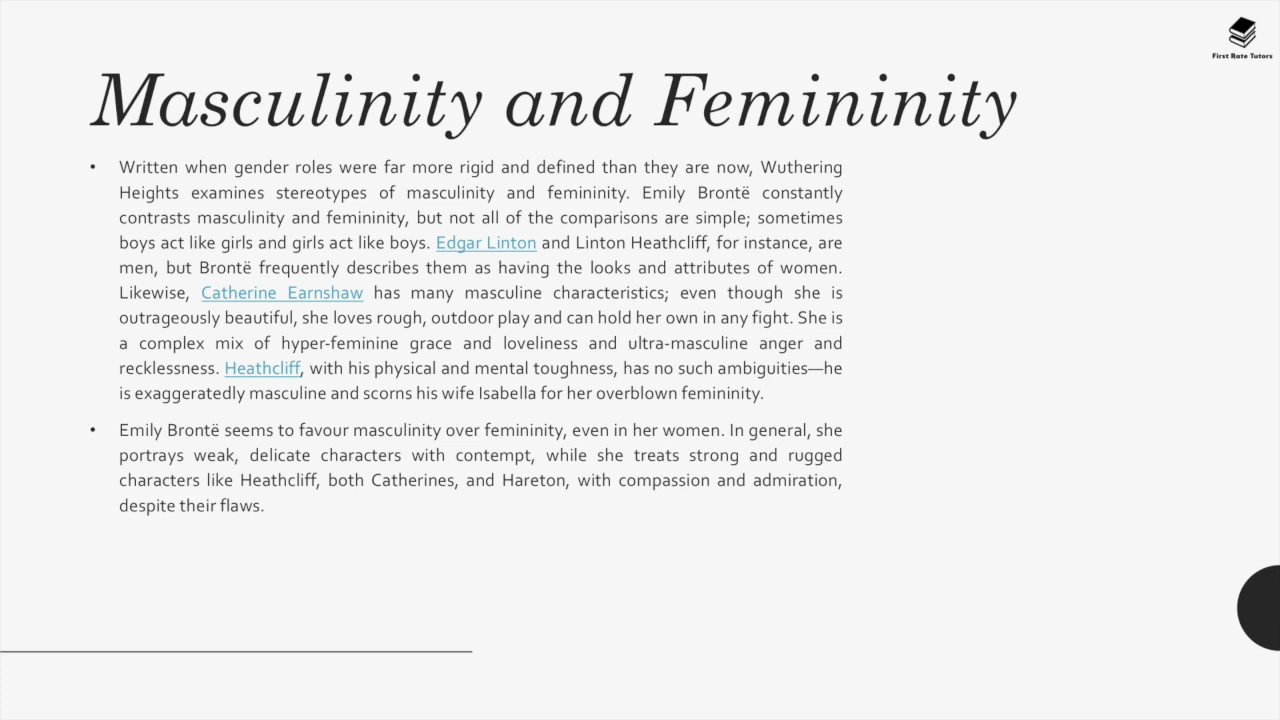 First Rate Tutors
Masculinity and Femininity
• Written when gender roles were far more rigid and defined than they are now, Wuthering
Heights examines stereotypes of masculinity and femininity. Emily Brontë constantly
contrasts masculinity and femininity, but not all of the comparisons are simple; sometimes
boys act like girls and girls act like boys. Edgar Linton and Linton Heathcliff, for instance, are
men, but Brontë frequently describes them as having the looks and attributes of women.
Likewise, Catherine Earnshaw has many masculine characteristics; even though she is
outrageously beautiful, she loves rough, outdoor play and can hold her own in any fight. She is
a complex mix of hyper-feminine grace and loveliness and ultra-masculine anger and
recklessness. Heathcliff, with his physical and mental toughness, has no such ambiguities—he
is exaggeratedly masculine and scorns his wife Isabella for her overblown femininity.
• Emily Brontë seems to favour masculinity over femininity, even in her women. In general, she
portrays weak, delicate characters with contempt, while she treats strong and rugged
characters like Heathcliff, both Catherines, and Hareton, with compassion and admiration,
despite their flaws.